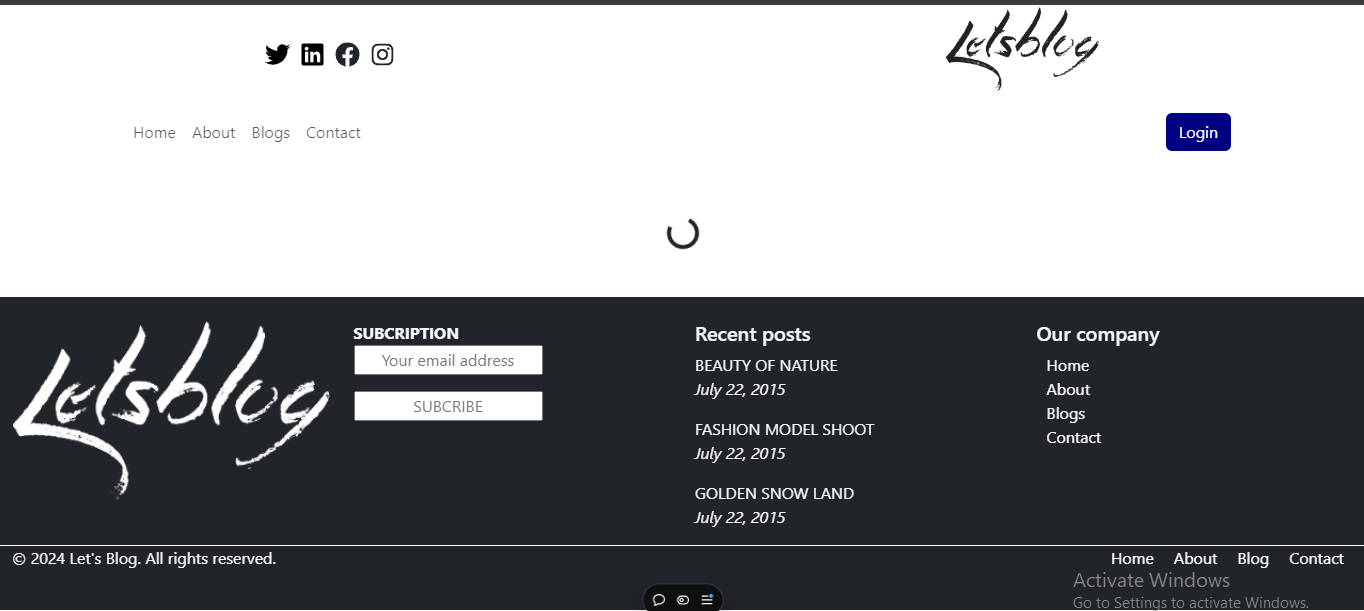 Letsblog
Home About Blogs Contact
Login
Letsblog
SUBCRIPTION
Your email address
SUBCRIBE
Recent posts
BEAUTY OF NATURE
July 22, 2015
FASHION MODEL SHOOT
July 22, 2015
GOLDEN SNOW LAND
July 22, 2015
Our company
Home
About
Blogs
Contact
© 2024 Let's Blog. All rights reserved.
Home About Blog Contact
Activate Windows
Go to Settings to activate Windows.